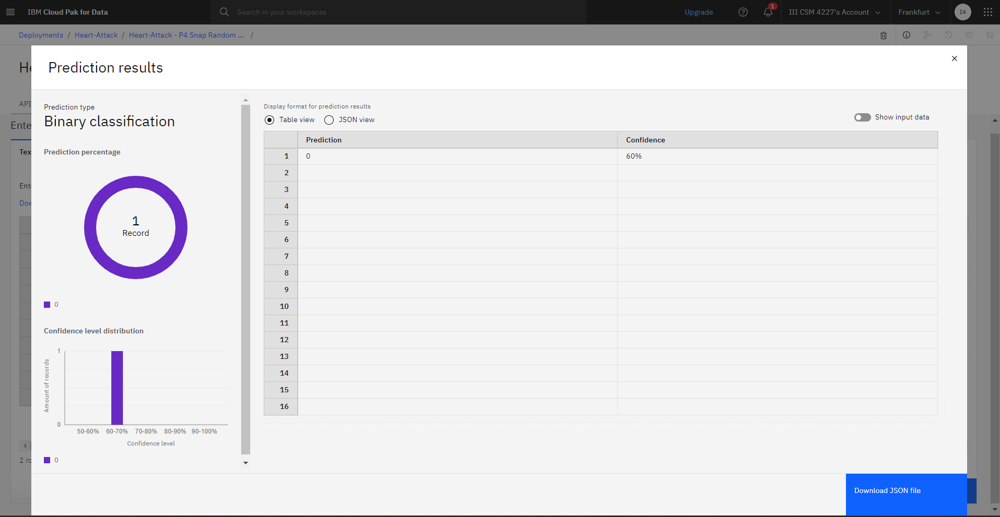 IBM Cloud Pak for Data
Search in your workspaces
Upgrade
1
III CSM 4227's Account
Frankfurt
I4
Deployments / Heart-Attack / Heart-Attack - P4 Snap Random ... /
He
Prediction results
API
Ente
Tex
Ente
Dov
1 ro
Prediction type
Binary classification
Prediction percentage
1
Record
0
Confidence level distribution
Amount of records
1
0
50-60% 60-70% 70-80% 80-90% 90-100%
Confidence level
0
Display format for prediction results
Table view JSON view
Show input data
Prediction Confidence
1 0 60%
2
3
4
5
6
7
8
9
10
11
12
13
14
15
16
Download JSON file